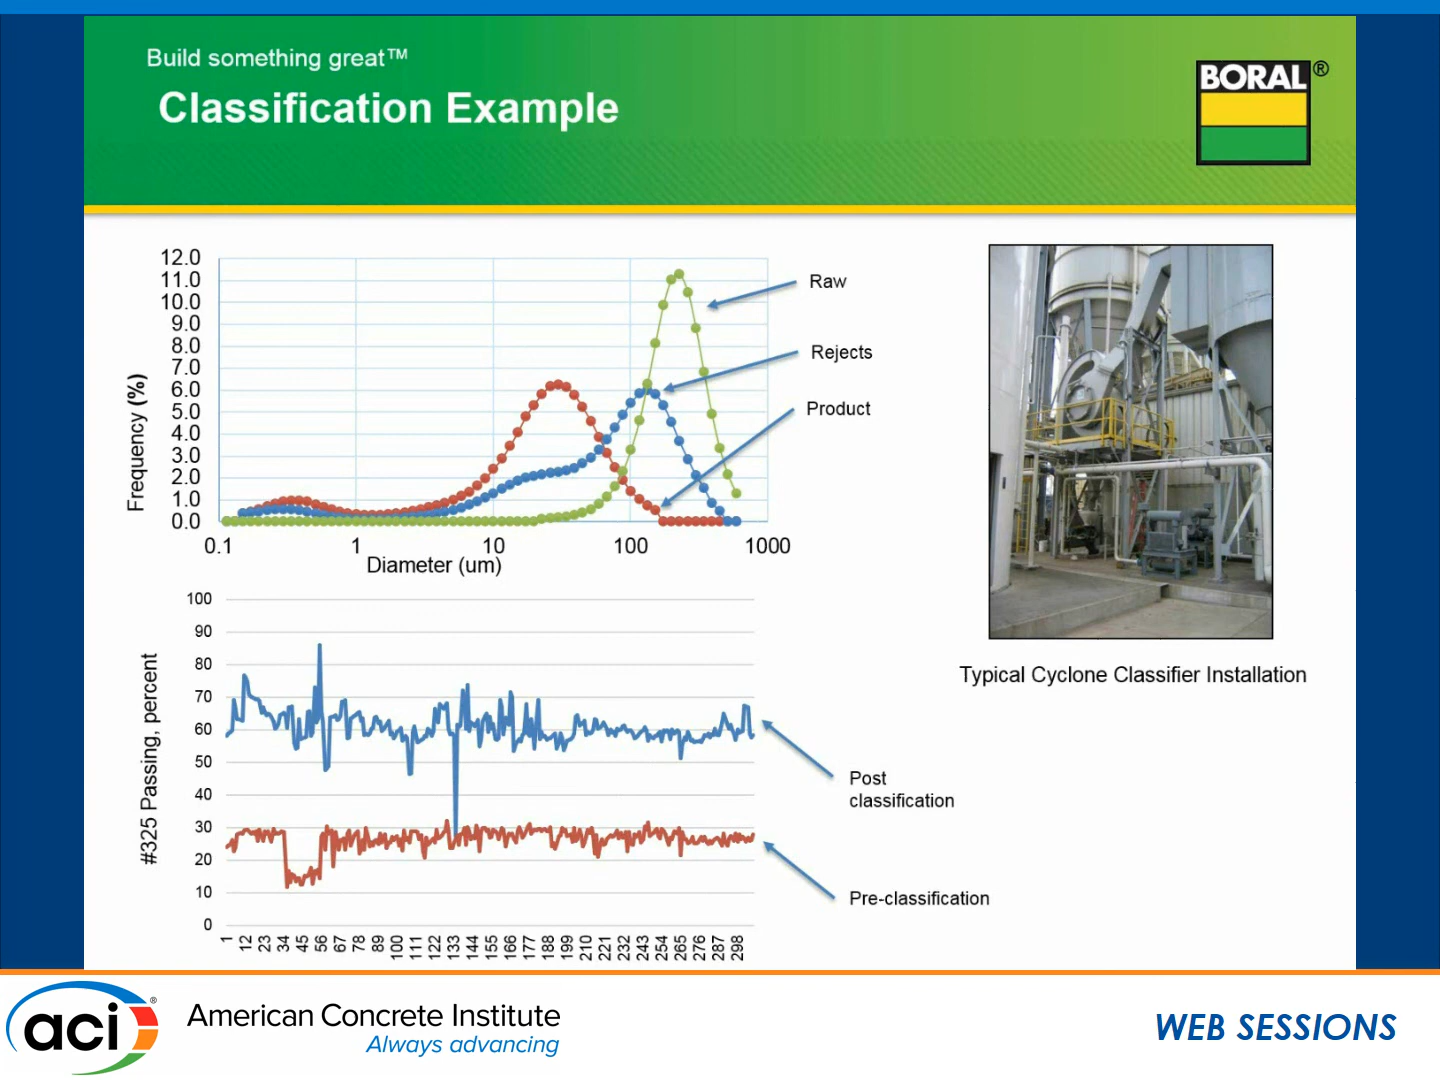 Build something great™
Classification Example
BORAL®
12.0
11.0
10.0
9.0
8.0
7.0
6.0
5.0
4.0
3.0
2.0
1.0
0.0
Frequency (%)
0.1 1 10 100 1000
Diameter (um)
Raw
Rejects
Product
Typical Cyclone Classifier Installation
100
90
80
70
60
50
40
30
20
10
0
#325 Passing, percent
1 12 23 34 45 56 67 78 89 100 111 122 133 144 155 166 177 188 199 210 221 232 243 254 265 276 287 298
Post
classification
Pre-classification
aci®
American Concrete Institute
Always advancing
WEB SESSIONS